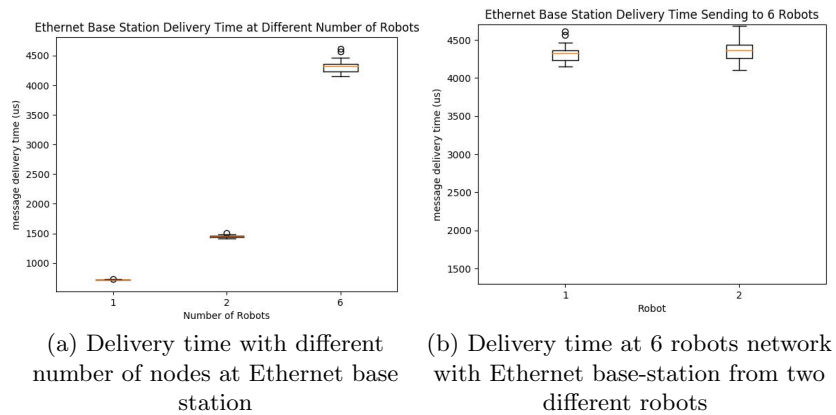 Ethernet Base Station Delivery Time at Different Number of Robots
4500
4000
3500
3000
2500
2000
1500
1000
message delivery time (us)
1
2
6
Number of Robots
(a) Delivery time with different
number of nodes at Ethernet base
station
Ethernet Base Station Delivery Time Sending to 6 Robots
4500
4000
3500
3000
2500
2000
1500
message delivery time (us)
1
2
Robot
(b) Delivery time at 6 robots network
with Ethernet base-station from two
different robots